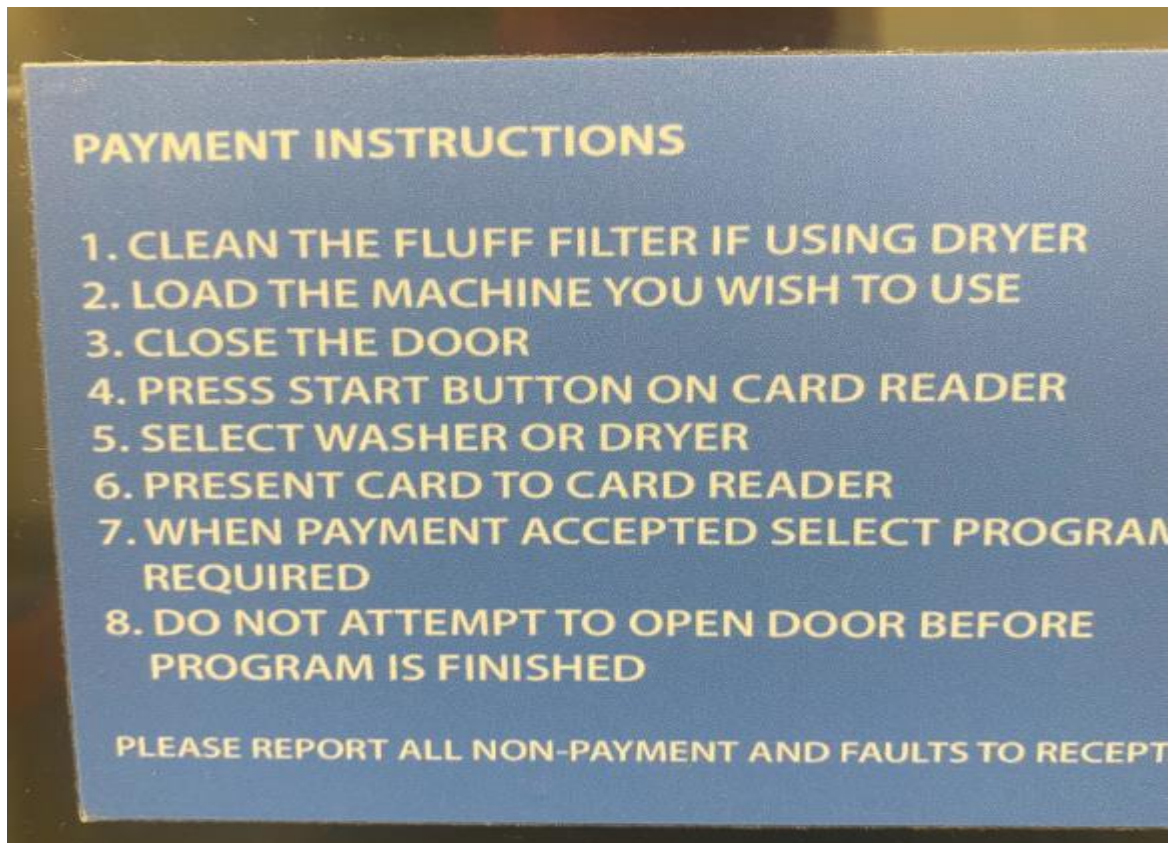 PAYMENT INSTRUCTIONS
1. CLEAN THE FLUFF FILTER IF USING DRYER
2. LOAD THE MACHINE YOU WISH TO USE
3. CLOSE THE DOOR
4. PRESS START BUTTON ON CARD READER
5. SELECT WASHER OR DRYER
6. PRESENT CARD TO CARD READER
7. WHEN PAYMENT ACCEPTED SELECT PROGRAM
REQUIRED
8. DO NOT ATTEMPT TO OPEN DOOR BEFORE
PROGRAM IS FINISHED
PLEASE REPORT ALL NON-PAYMENT AND FAULTS TO RECEPT